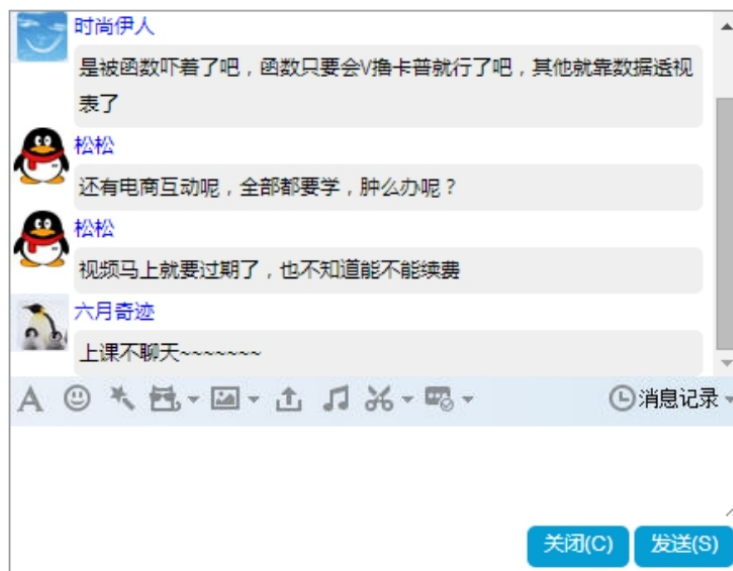 时尚伊人
是被函数吓着了吧，函数只要会V撸卡普就行了吧，其他就靠数据透视
表了
松松
还有电商互动呢，全部都要学，肿么办呢？
松松
视频马上就要过期了，也不知道能不能续费
六月奇迹
上课不聊天~~~~~~~
A
消息记录
关闭(C) 发送(S)